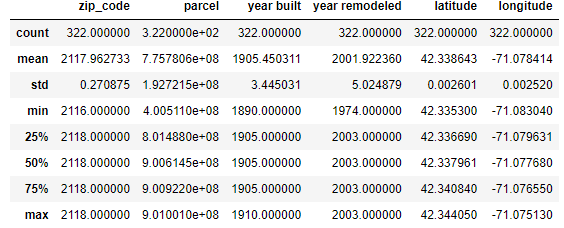 zip_code parcel year built year remodeled latitude longitude
count 322.000000 3.220000e+02 322.000000 322.000000 322.000000 322.000000
mean 2117.962733 7.757806e+08 1905.450311 2001.922360 42.338643 -71.078414
std 0.270875 1.927215e+08 3.445031 5.024879 0.002601 0.002520
min 2116.000000 4.005110e+08 1890.000000 1974.000000 42.335300 -71.083040
25% 2118.000000 8.014880e+08 1905.000000 2003.000000 42.336690 -71.079631
50% 2118.000000 9.006145e+08 1905.000000 2003.000000 42.337961 -71.077680
75% 2118.000000 9.009220e+08 1905.000000 2003.000000 42.340840 -71.076550
max 2118.000000 9.010010e+08 1910.000000 2003.000000 42.344050 -71.075130